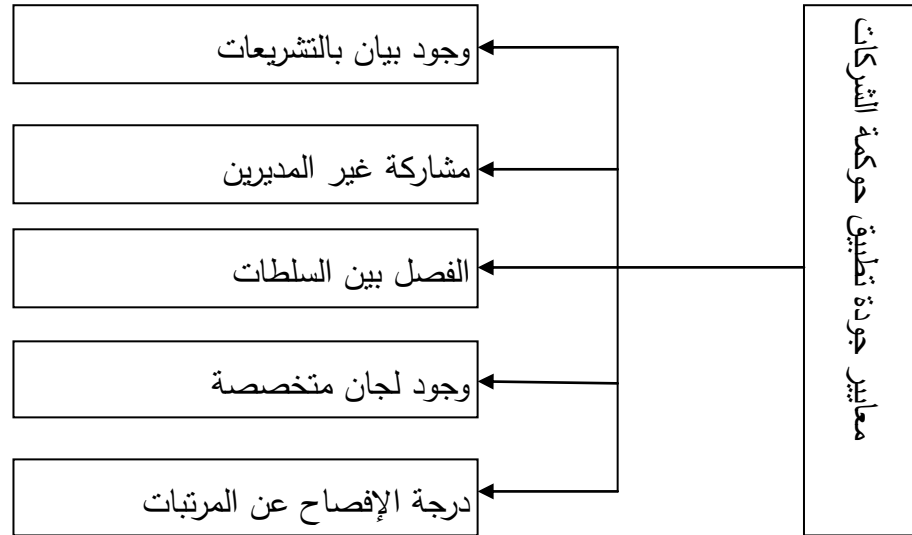 معايير جودة تطبيق حوكمة الشركات
وجود بيان بالتشريعات
مشاركة غير المديرين
الفصل بين السلطات
وجود لجان متخصصة
درجة الإفصاح عن المرتبات